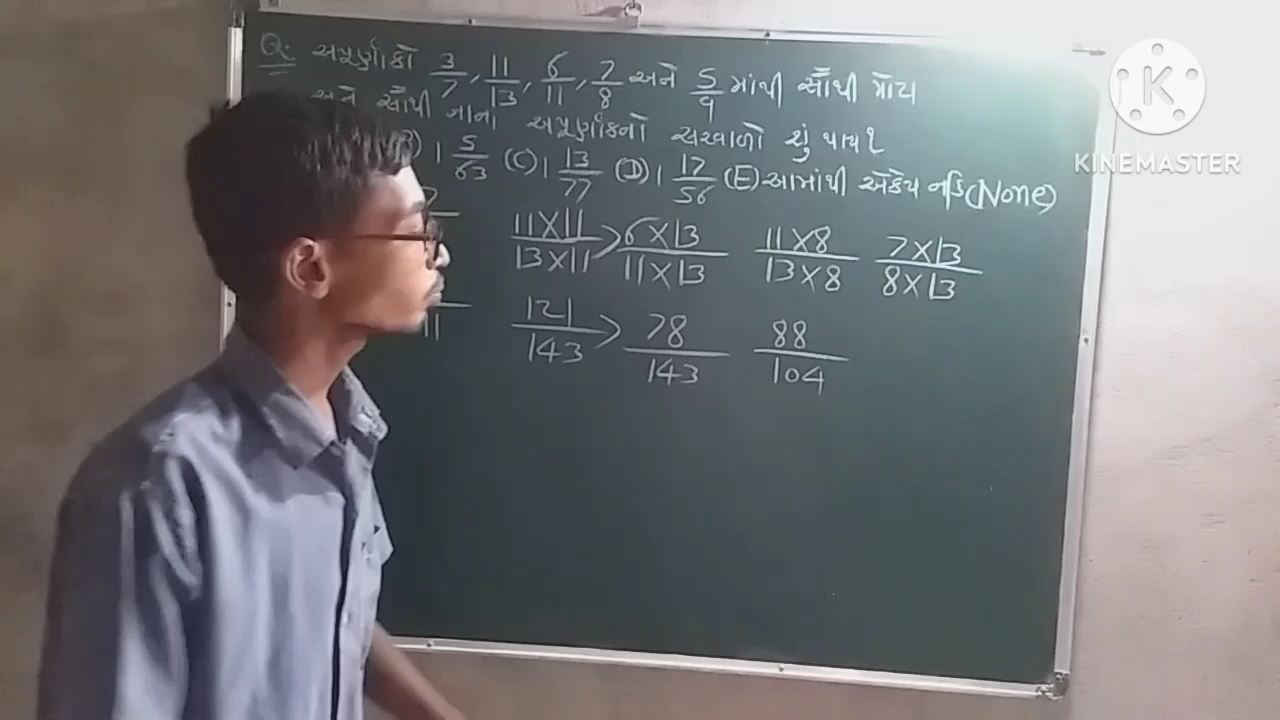 Q: અપૂર્ણાંકો 3/7, 11/13, 6/11, 7/8 અને 5/9 માંથી સૌથી મોટા
અને સૌથી નાના અપૂર્ણાંકનો સરવાળો શું થાય?
1 5/63 (C) 1 13/77 (D) 1 17/56 (E) આમાંથી એકેય નહિ (None)
11×11/13×11 > 6×13/11×13 11×8/13×8 7×13/8×13
121/143 > 78/143 88/104
K
KINEMASTER